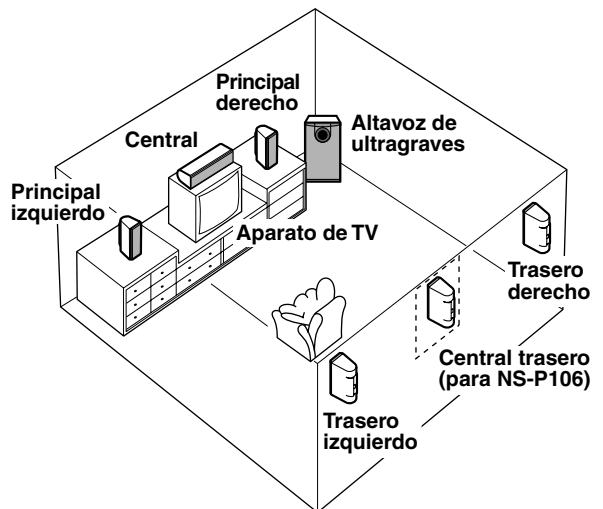 Principal
derecho
Altavoz de
ultragraves
Central
Principal
izquierdo
Aparato de TV
Trasero
derecho
Central trasero
(para NS-P106)
Trasero
izquierdo